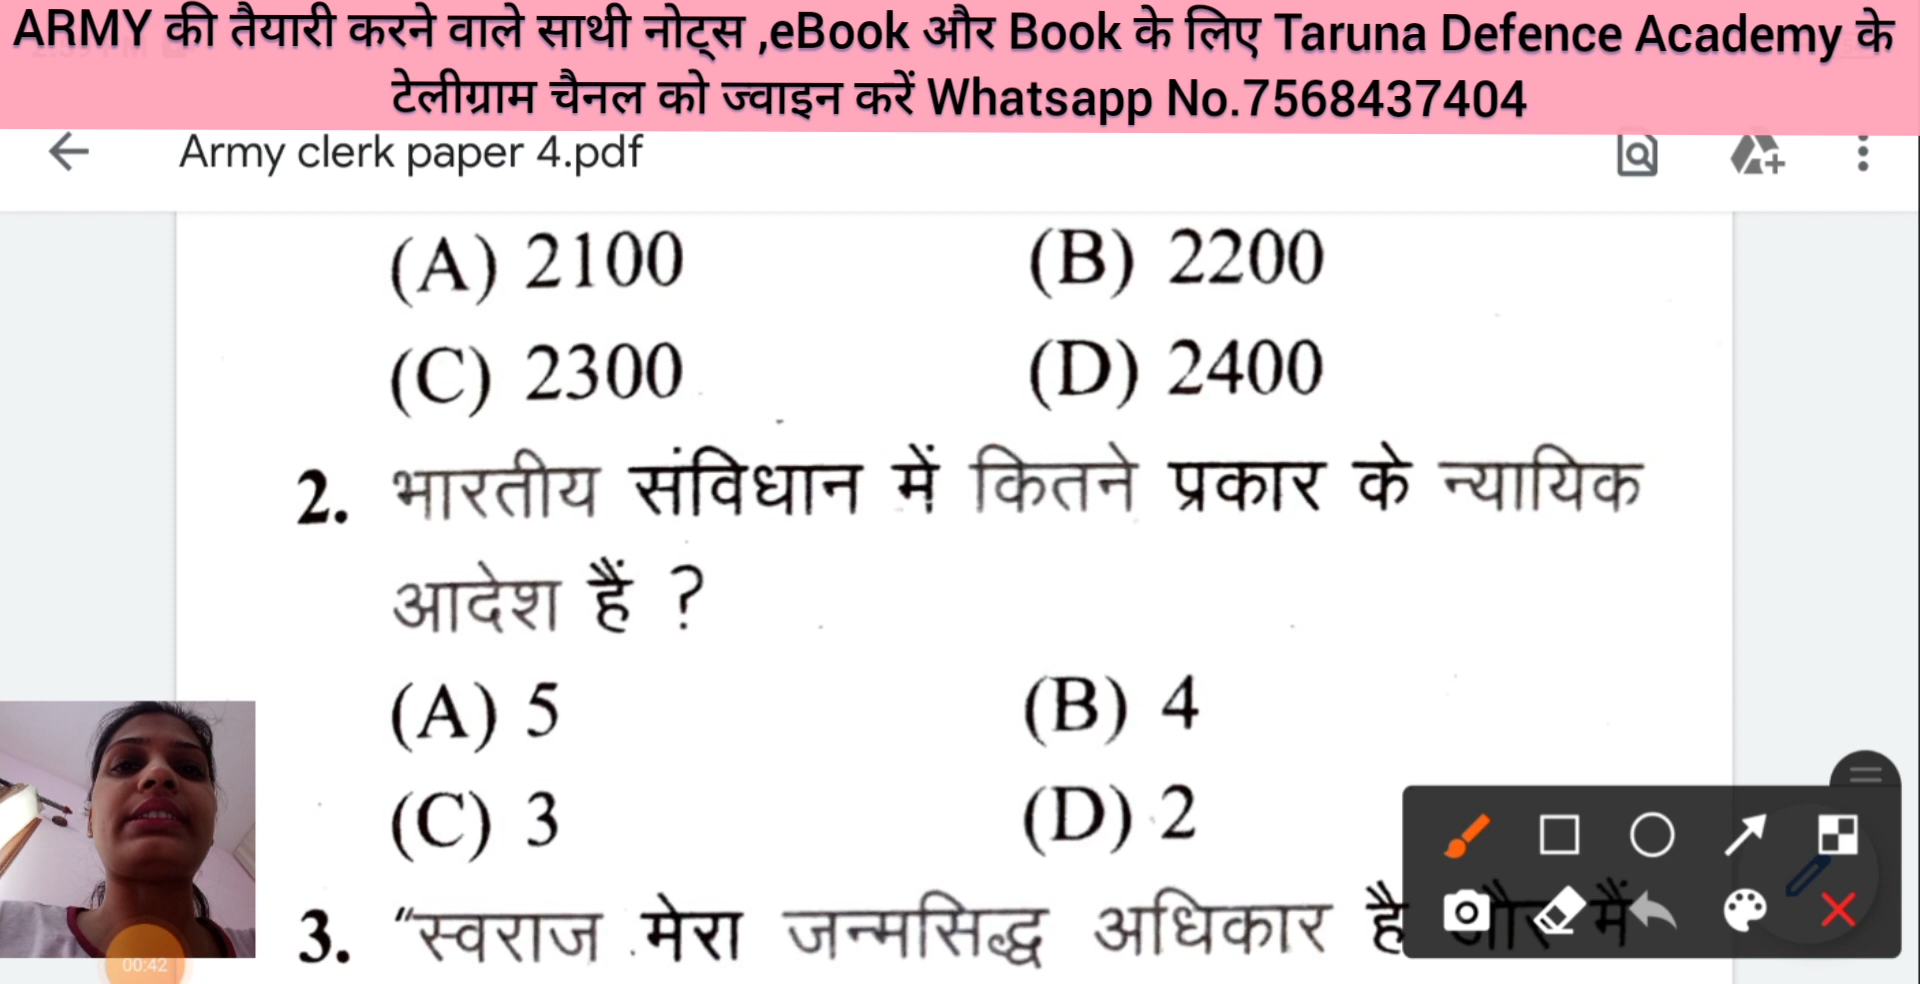 ARMY की तैयारी करने वाले साथी नोट्स ,eBook और Book के लिए Taruna Defence Academy के
टेलीग्राम चैनल को ज्वाइन करें Whatsapp No.7568437404
Army clerk paper 4.pdf
(A) 2100 (B) 2200
(C) 2300 (D) 2400
2. भारतीय संविधान में कितने प्रकार के न्यायिक
आदेश हैं ?
(A) 5 (B) 4
(C) 3 (D) 2
3. “स्वराज मेरा जन्मसिद्ध अधिकार है और मैं
00:42